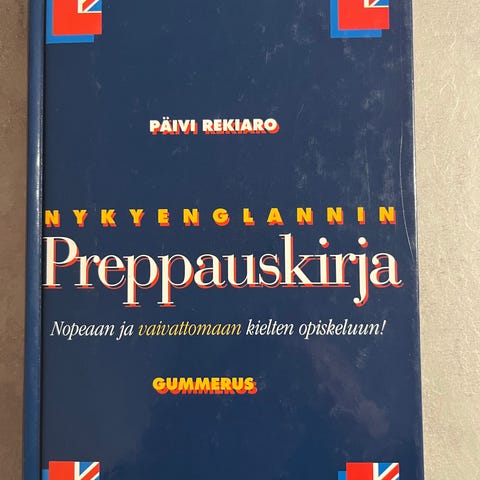 PÄIVI REKIARO
NYKYENGLANNIN
Preppauskirja
Nopeaan ja vaivattomaan kielten opiskeluun!
GUMMERUS